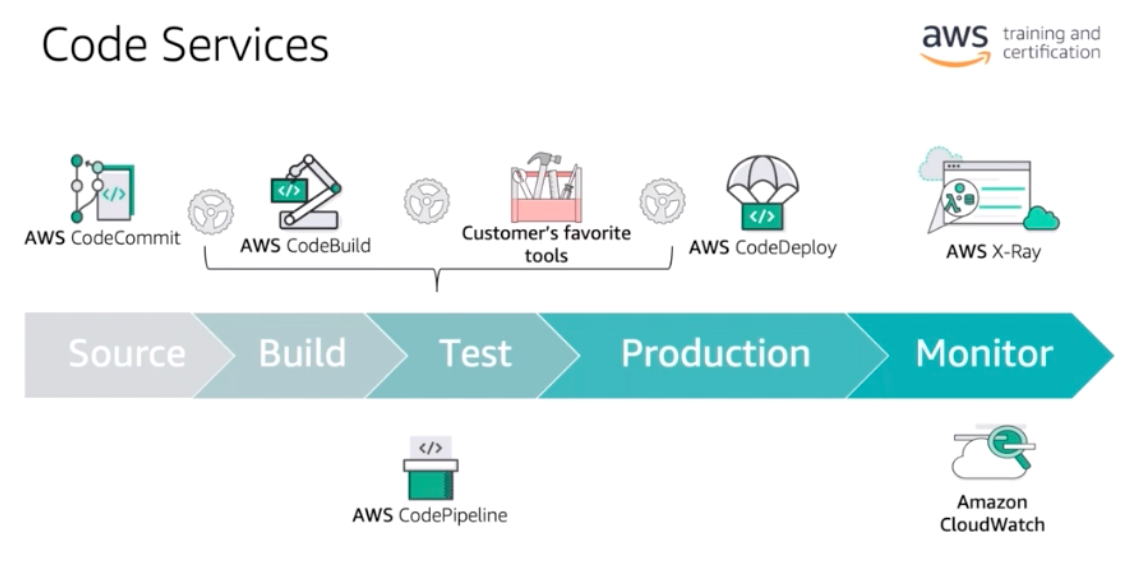 Code Services
aws training and
certification
AWS CodeCommit
</>
AWS CodeBuild
</>
Customer's favorite
tools
AWS CodeDeploy
</>
AWS X-Ray
λ
Source
Build
Test
Production
Monitor
</>
AWS CodePipeline
Amazon
CloudWatch